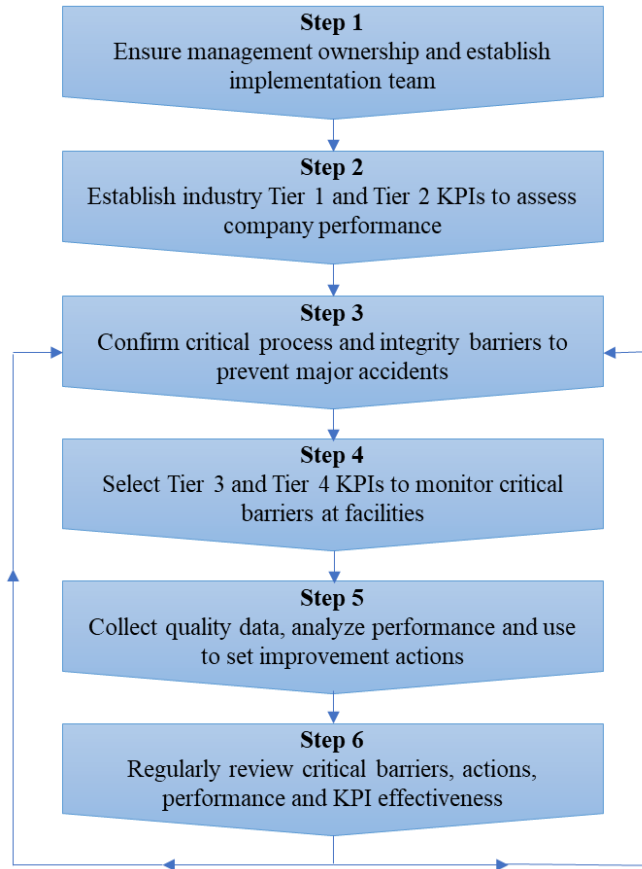 Step 1
Ensure management ownership and establish
implementation team
Step 2
Establish industry Tier 1 and Tier 2 KPIs to assess
company performance
Step 3
Confirm critical process and integrity barriers to
prevent major accidents
Step 4
Select Tier 3 and Tier 4 KPIs to monitor critical
barriers at facilities
Step 5
Collect quality data, analyze performance and use
to set improvement actions
Step 6
Regularly review critical barriers, actions,
performance and KPI effectiveness